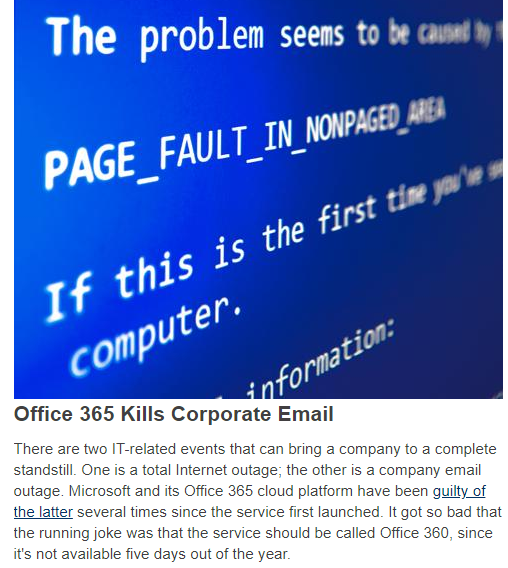 The problem seems to be caused by
PAGE_FAULT_IN_NONPAGED_AREA
If this is the first time you've
computer.
information:
Office 365 Kills Corporate Email
There are two IT-related events that can bring a company to a complete
standstill. One is a total Internet outage; the other is a company email
outage. Microsoft and its Office 365 cloud platform have been guilty of
the latter several times since the service first launched. It got so bad that
the running joke was that the service should be called Office 360, since
it's not available five days out of the year.